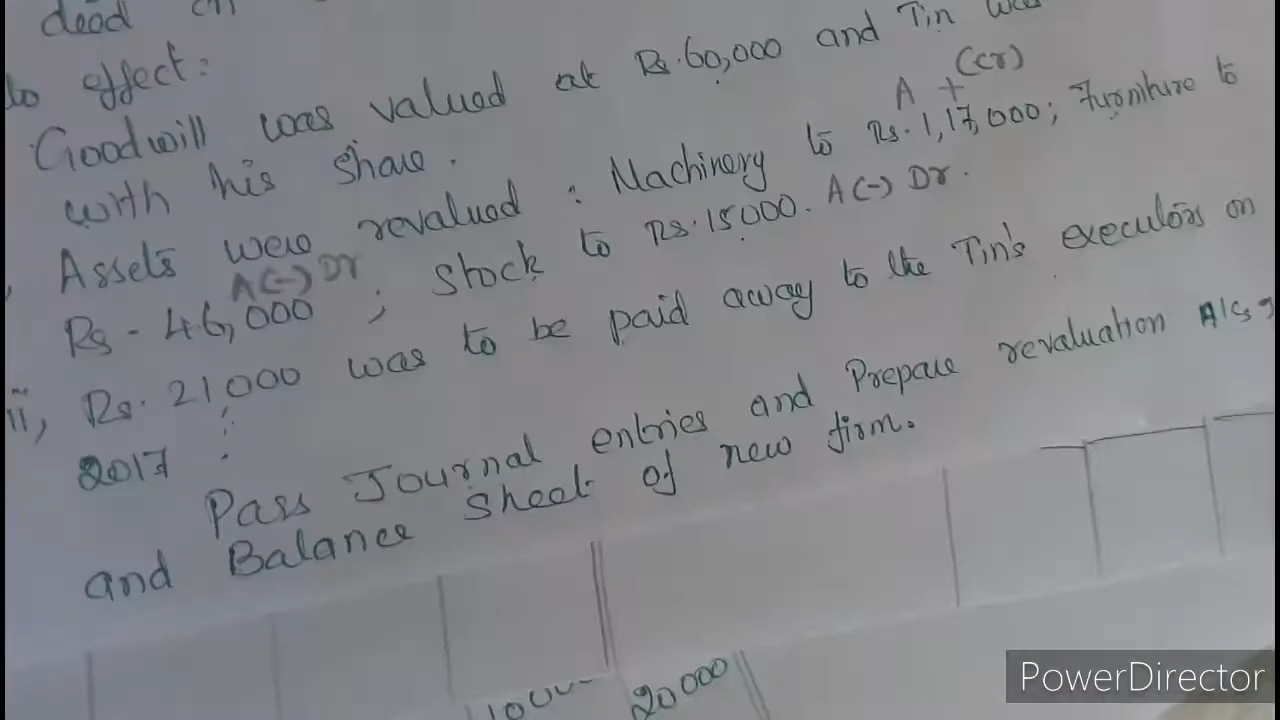 dead on
to effect:
Goodwill was valued at Rs.60,000 and Tin was
with his share.
A + (cr)
Assets were revalued : Machinery to Rs.1,17,000; Furniture to
A(-) Dr
Rs - 46,000 ; Stock to Rs.15000. A(-) Dr.
ii, Rs. 21000 was to be paid away to the Tin's executors on
2017 :
Pass Journal entries and Prepare revaluation A/cs
and Balance sheet of new firm.
20000
PowerDirector